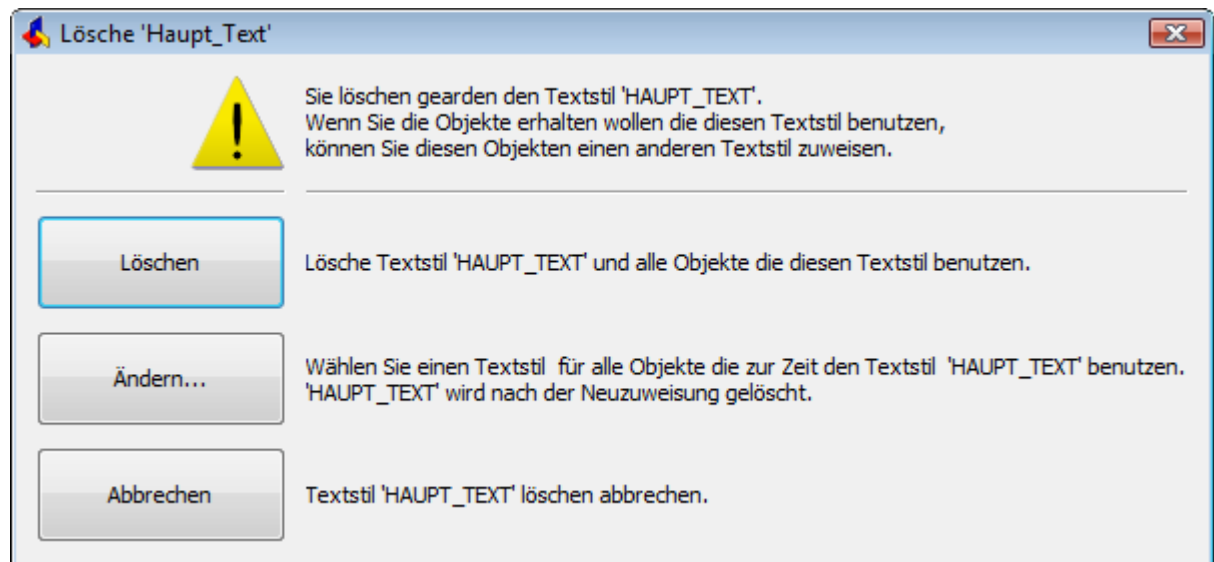 Lösche 'Haupt_Text'
Sie löschen gearden den Textstil 'HAUPT_TEXT'.
Wenn Sie die Objekte erhalten wollen die diesen Textstil benutzen,
können Sie diesen Objekten einen anderen Textstil zuweisen.
Löschen
Lösche Textstil 'HAUPT_TEXT' und alle Objekte die diesen Textstil benutzen.
Ändern...
Wählen Sie einen Textstil  für alle Objekte die zur Zeit den Textstil  'HAUPT_TEXT' benutzen.
'HAUPT_TEXT' wird nach der Neuzuweisung gelöscht.
Abbrechen
Textstil 'HAUPT_TEXT' löschen abbrechen.